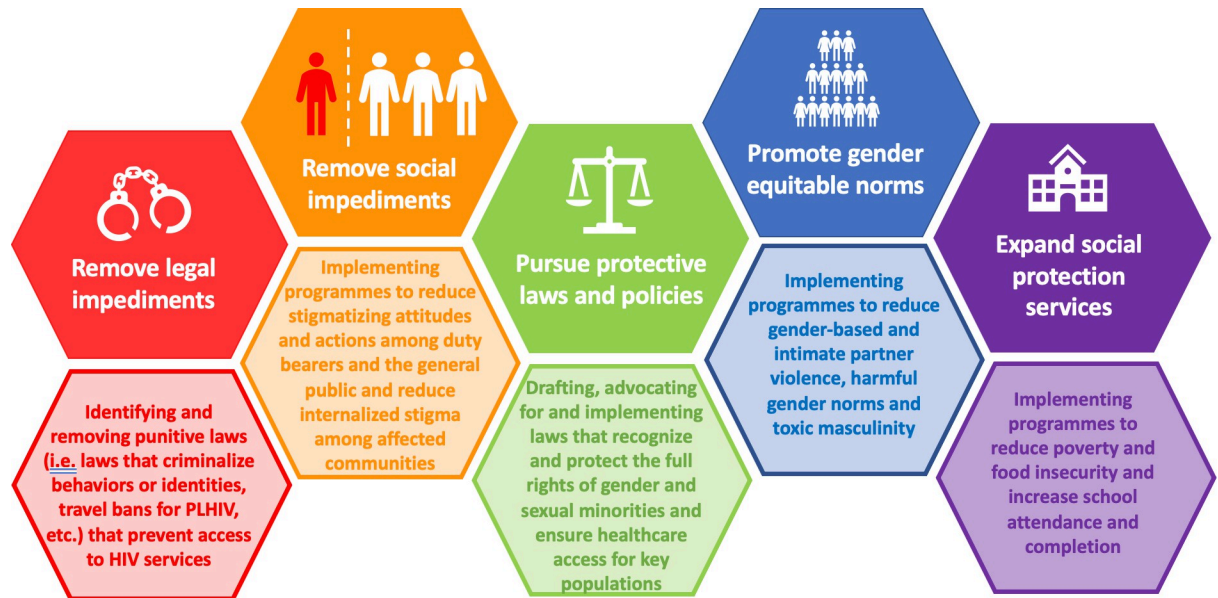 Remove legal
impediments
Identifying and
removing punitive laws
(i.e. laws that criminalize
behaviors or identities,
travel bans for PLHIV,
etc.) that prevent access
to HIV services
Remove social
impediments
Implementing
programmes to reduce
stigmatizing attitudes
and actions among duty
bearers and the general
public and reduce
internalized stigma
among affected
communities
Pursue protective
laws and policies
Drafting, advocating
for and implementing
laws that recognize
and protect the full
rights of gender and
sexual minorities and
ensure healthcare
access for key
populations
Promote gender
equitable norms
Implementing
programmes to reduce
gender-based and
intimate partner
violence, harmful
gender norms and
toxic masculinity
Expand social
protection
services
Implementing
programmes to
reduce poverty and
food insecurity and
increase school
attendance and
completion